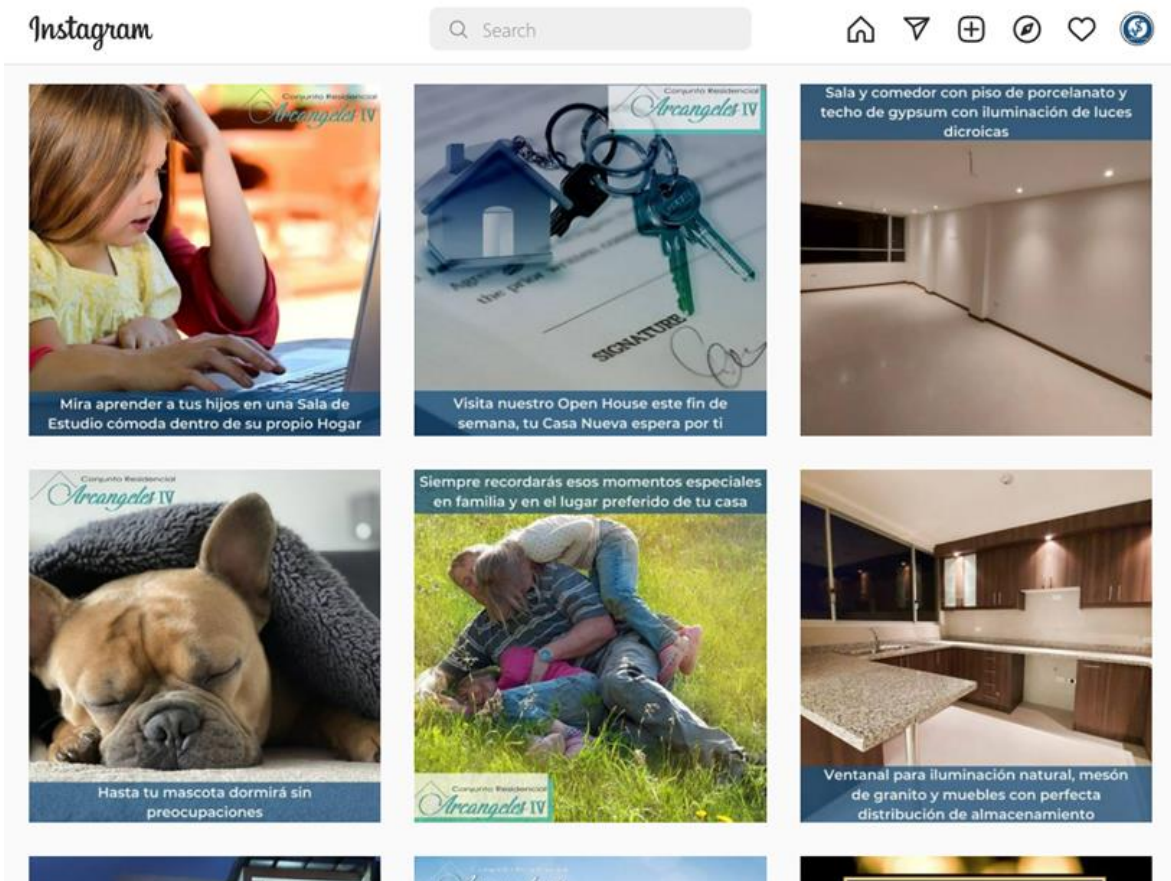 Instagram
Search
Conjunto Residencial
Arcangeles IV
Mira aprender a tus hijos en una Sala de
Estudio cómoda dentro de su propio Hogar
Conjunto Residencial
Arcangeles IV
the prior
SIGNATURE
Visita nuestro Open House este fin de
semana, tu Casa Nueva espera por ti
Sala y comedor con piso de porcelanato y
techo de gypsum con iluminación de luces
dicroicas
Conjunto Residencial
Arcangeles IV
Hasta tu mascota dormirá sin
preocupaciones
Siempre recordarás esos momentos especiales
en familia y en el lugar preferido de tu casa
Conjunto Residencial
Arcangeles IV
Ventanal para iluminación natural, mesón
de granito y muebles con perfecta
distribución de almacenamiento